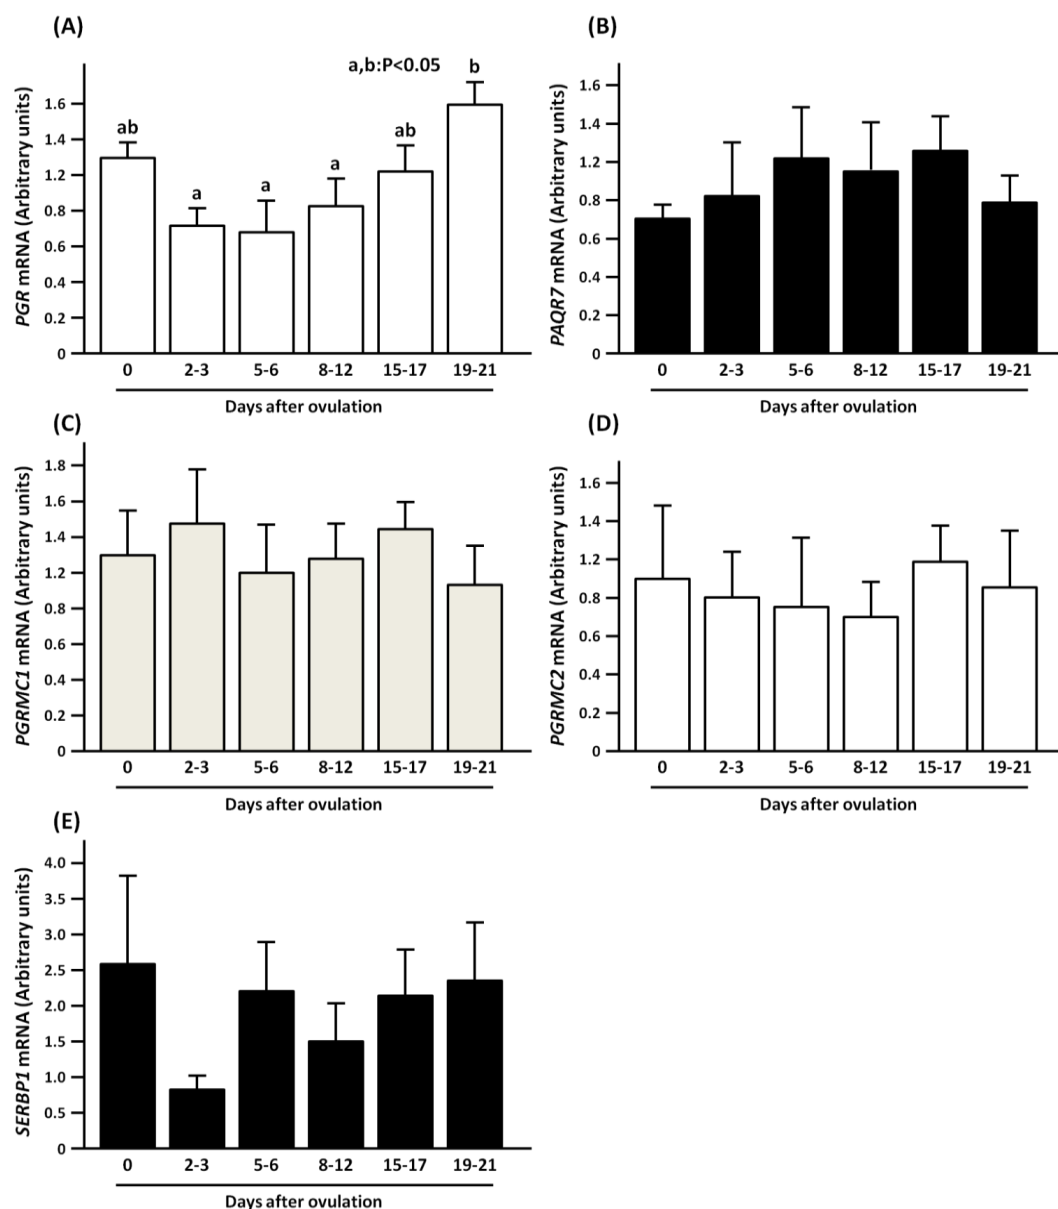 (A)
PGR mRNA (Arbitrary units)
a,b:P<0.05
ab
a
a
a
ab
b
1.6
1.4
1.2
0.8
0.6
0.4
0.2
0
0 2-3 5-6 8-12 15-17 19-21
Days after ovulation
(B)
PAQR7 mRNA (Arbitrary units)
1.6
1.4
1.2
0.8
0.6
0.4
0.2
0
0 2-3 5-6 8-12 15-17 19-21
Days after ovulation
(C)
PGRMC1 mRNA (Arbitrary units)
1.8
1.6
1.4
1.2
0.8
0.6
0.4
0.2
0
0 2-3 5-6 8-12 15-17 19-21
Days after ovulation
(D)
PGRMC2 mRNA (Arbitrary units)
1.6
1.4
1.2
0.8
0.6
0.4
0.2
0
0 2-3 5-6 8-12 15-17 19-21
Days after ovulation
(E)
SERBP1 mRNA (Arbitrary units)
4.0
3.5
3.0
2.5
2.0
1.5
1.0
0.5
0
0 2-3 5-6 8-12 15-17 19-21
Days after ovulation